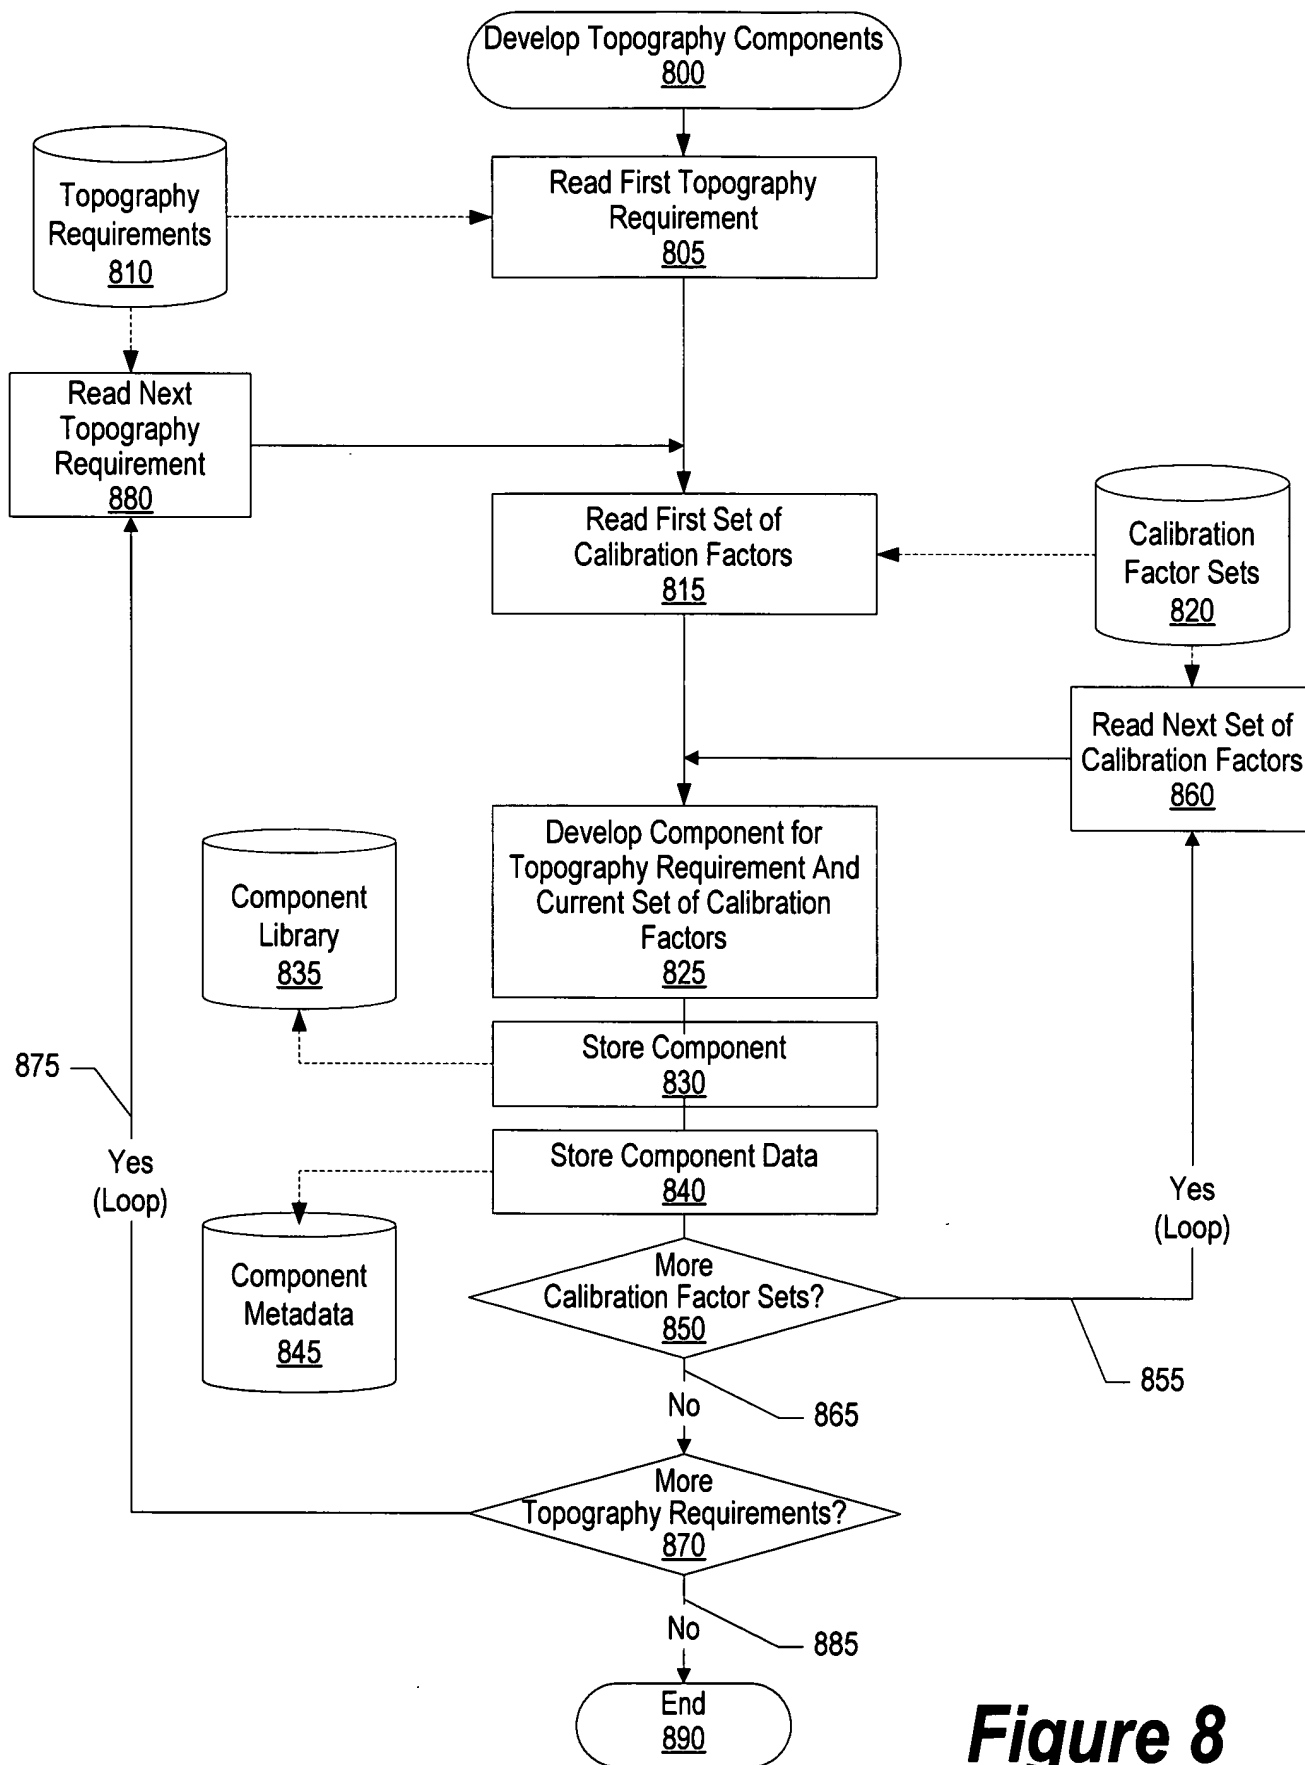 Develop Topography Components
800
Topography
Requirements
810
Read First Topography
Requirement
805
Read Next
Topography
Requirement
880
Read First Set of
Calibration Factors
815
Calibration
Factor Sets
820
Read Next Set of
Calibration Factors
860
Develop Component for
Topography Requirement And
Current Set of Calibration
Factors
825
Component
Library
835
Store Component
830
875
Store Component Data
840
Yes
(Loop)
Yes
(Loop)
Component
Metadata
845
More
Calibration Factor Sets?
850
855
865
No
More
Topography Requirements?
870
No
885
End
890
Figure 8